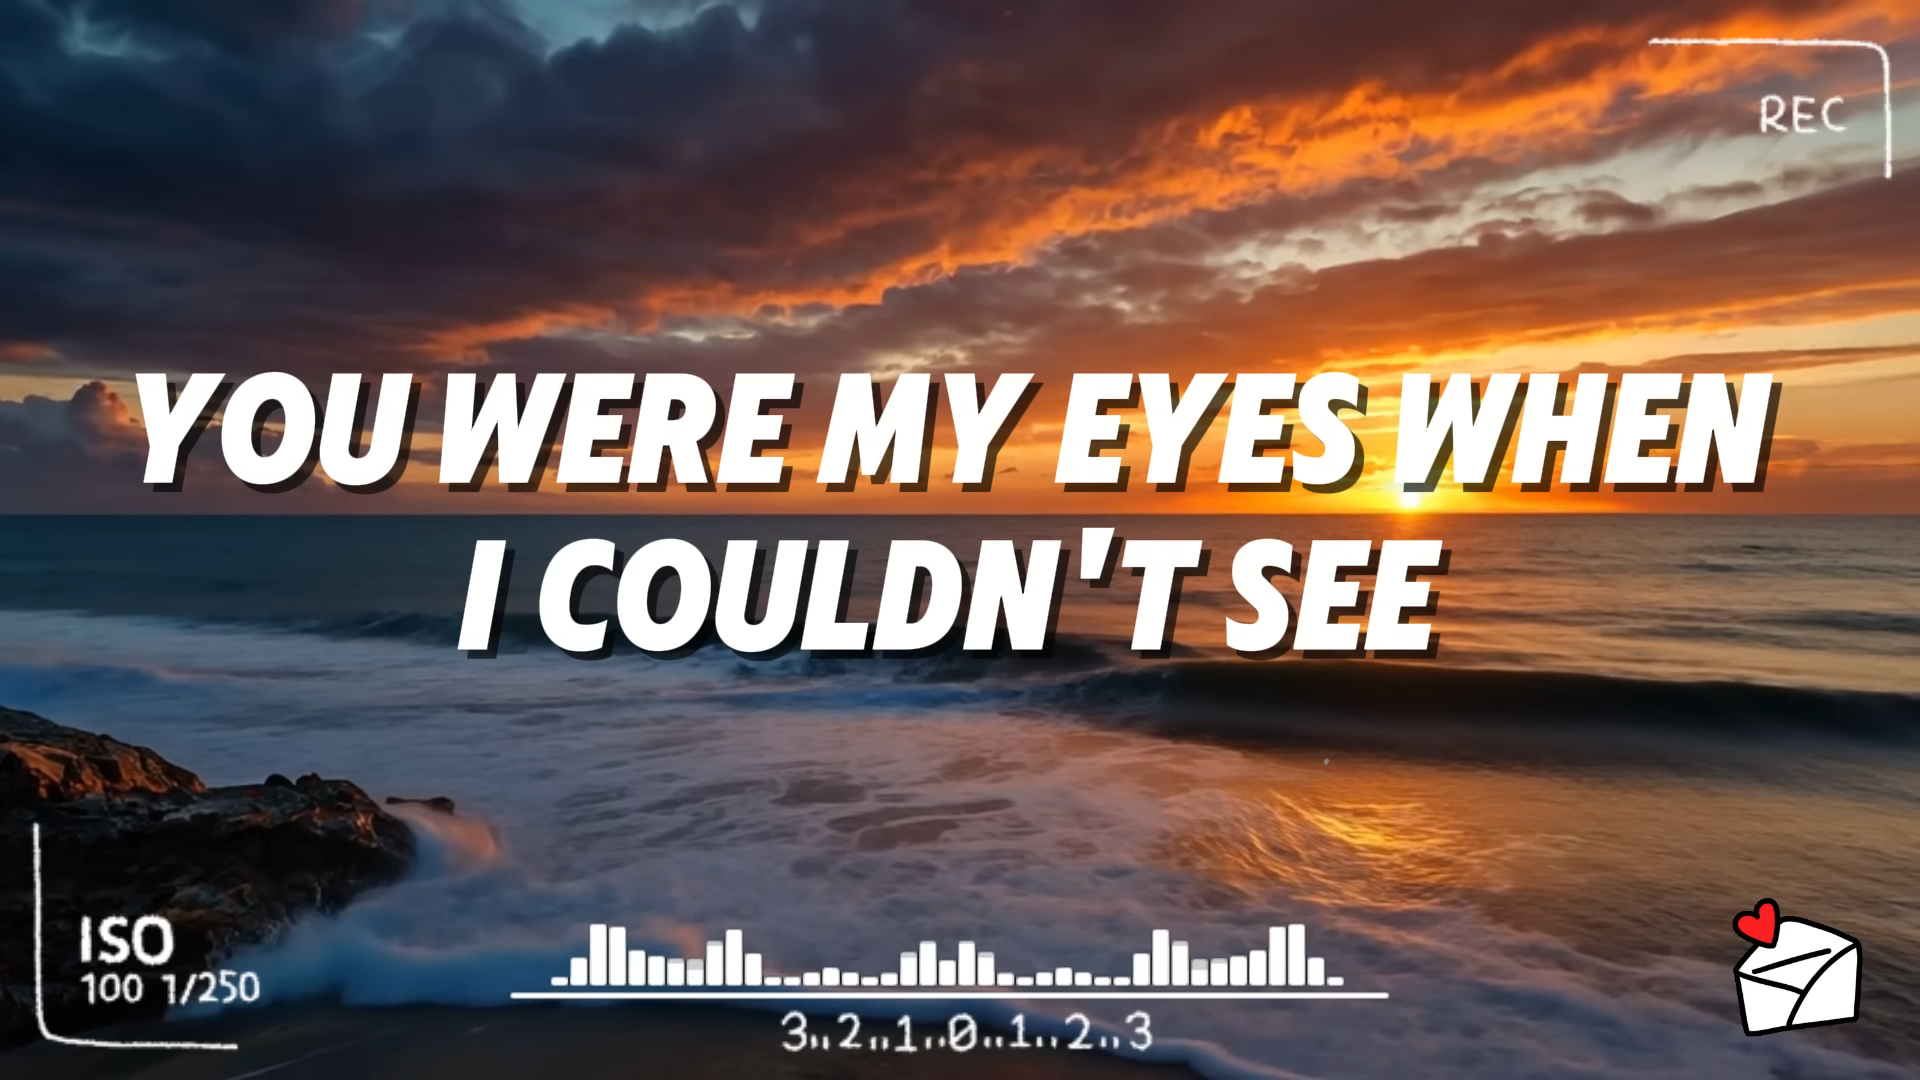 REC
YOU WERE MY EYES WHEN
I COULDN'T SEE
ISO
100 1/250
3..2..1..0..1..2..3